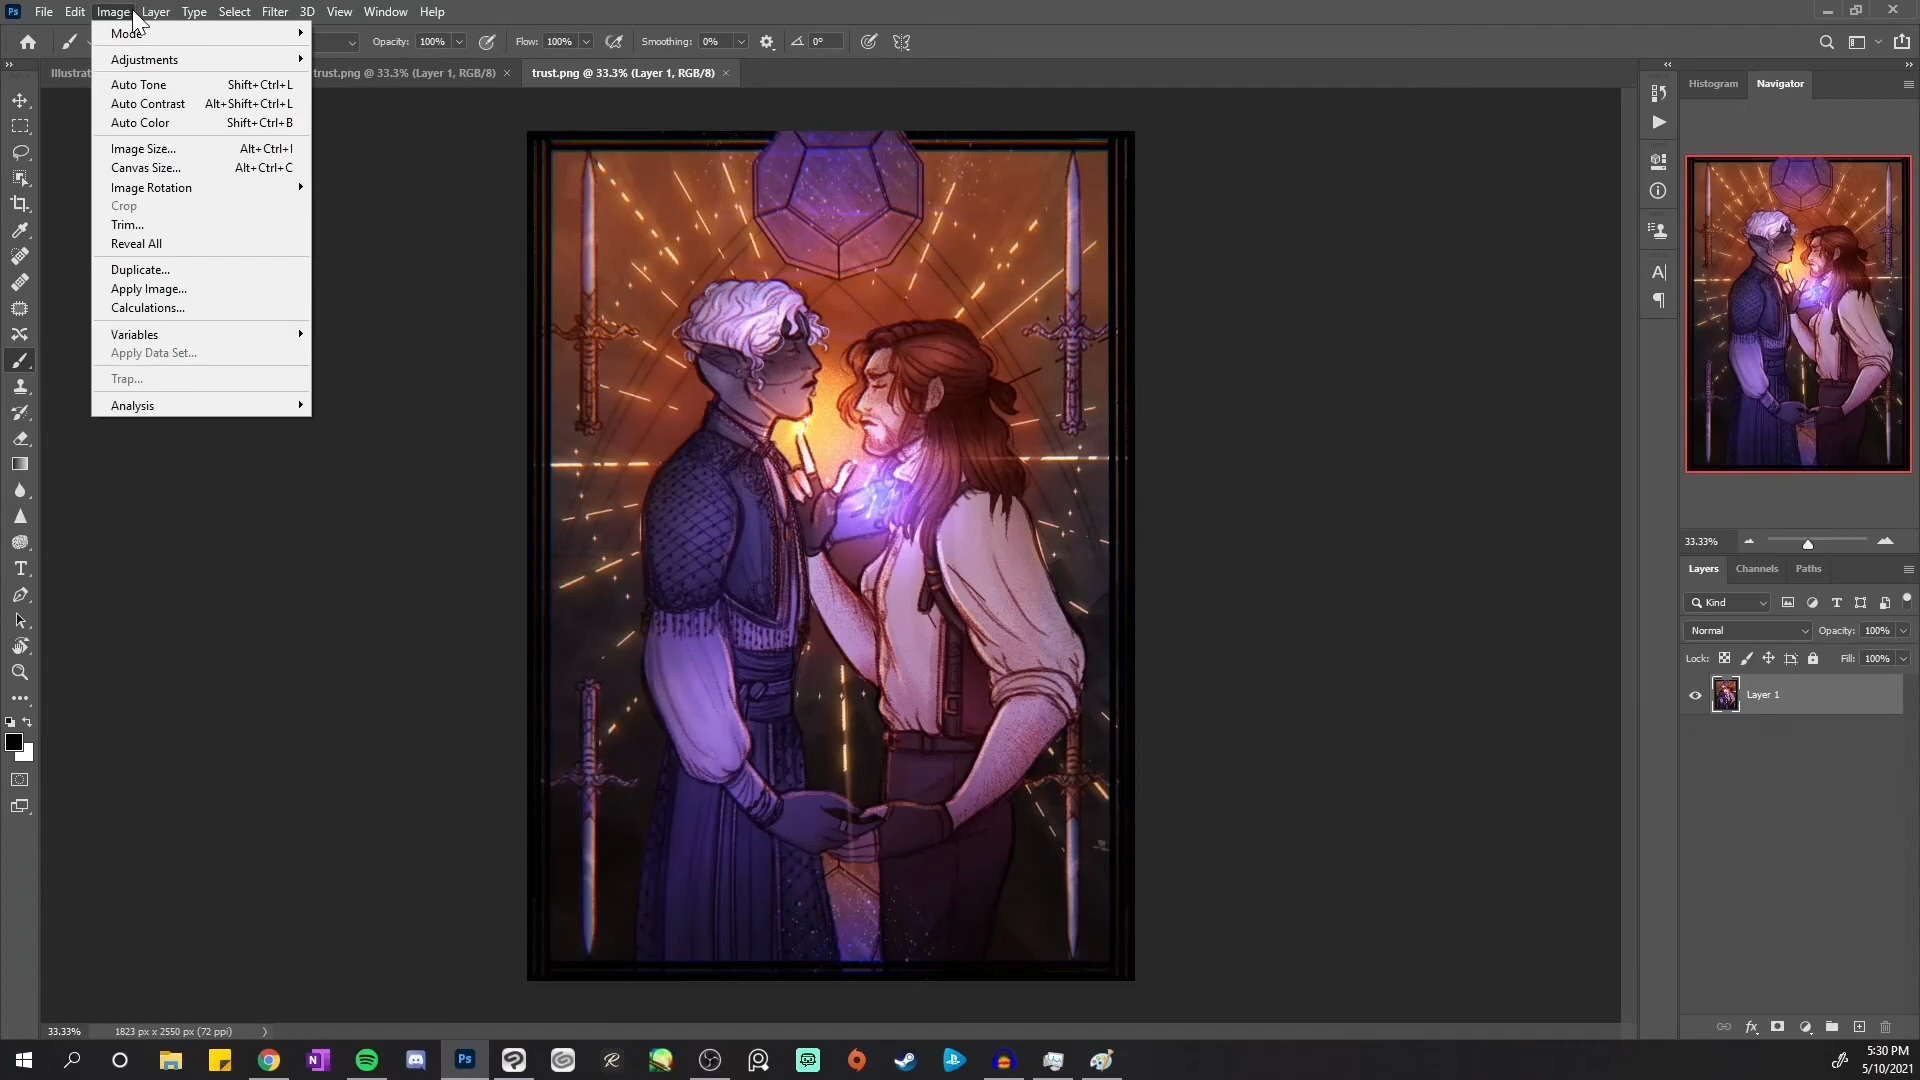 Ps File Edit Image Layer Type Select Filter 3D View Window Help
Opacity: 100% Flow: 100% Smoothing: 0% 0°
Illustrat trust.png @ 33.3% (Layer 1, RGB/8) × trust.png @ 33.3% (Layer 1, RGB/8) ×
Mode
Adjustments
Auto Tone Shift+Ctrl+L
Auto Contrast Alt+Shift+Ctrl+L
Auto Color Shift+Ctrl+B
Image Size... Alt+Ctrl+I
Canvas Size... Alt+Ctrl+C
Image Rotation
Crop
Trim...
Reveal All
Duplicate...
Apply Image...
Calculations...
Variables
Apply Data Set...
Trap...
Analysis
Histogram Navigator
33.33%
Layers Channels Paths
Kind
Normal Opacity: 100%
Lock: Fill: 100%
Layer 1
33.33% 1823 px x 2550 px (72 ppi)
Ps
5:30 PM
5/10/2021